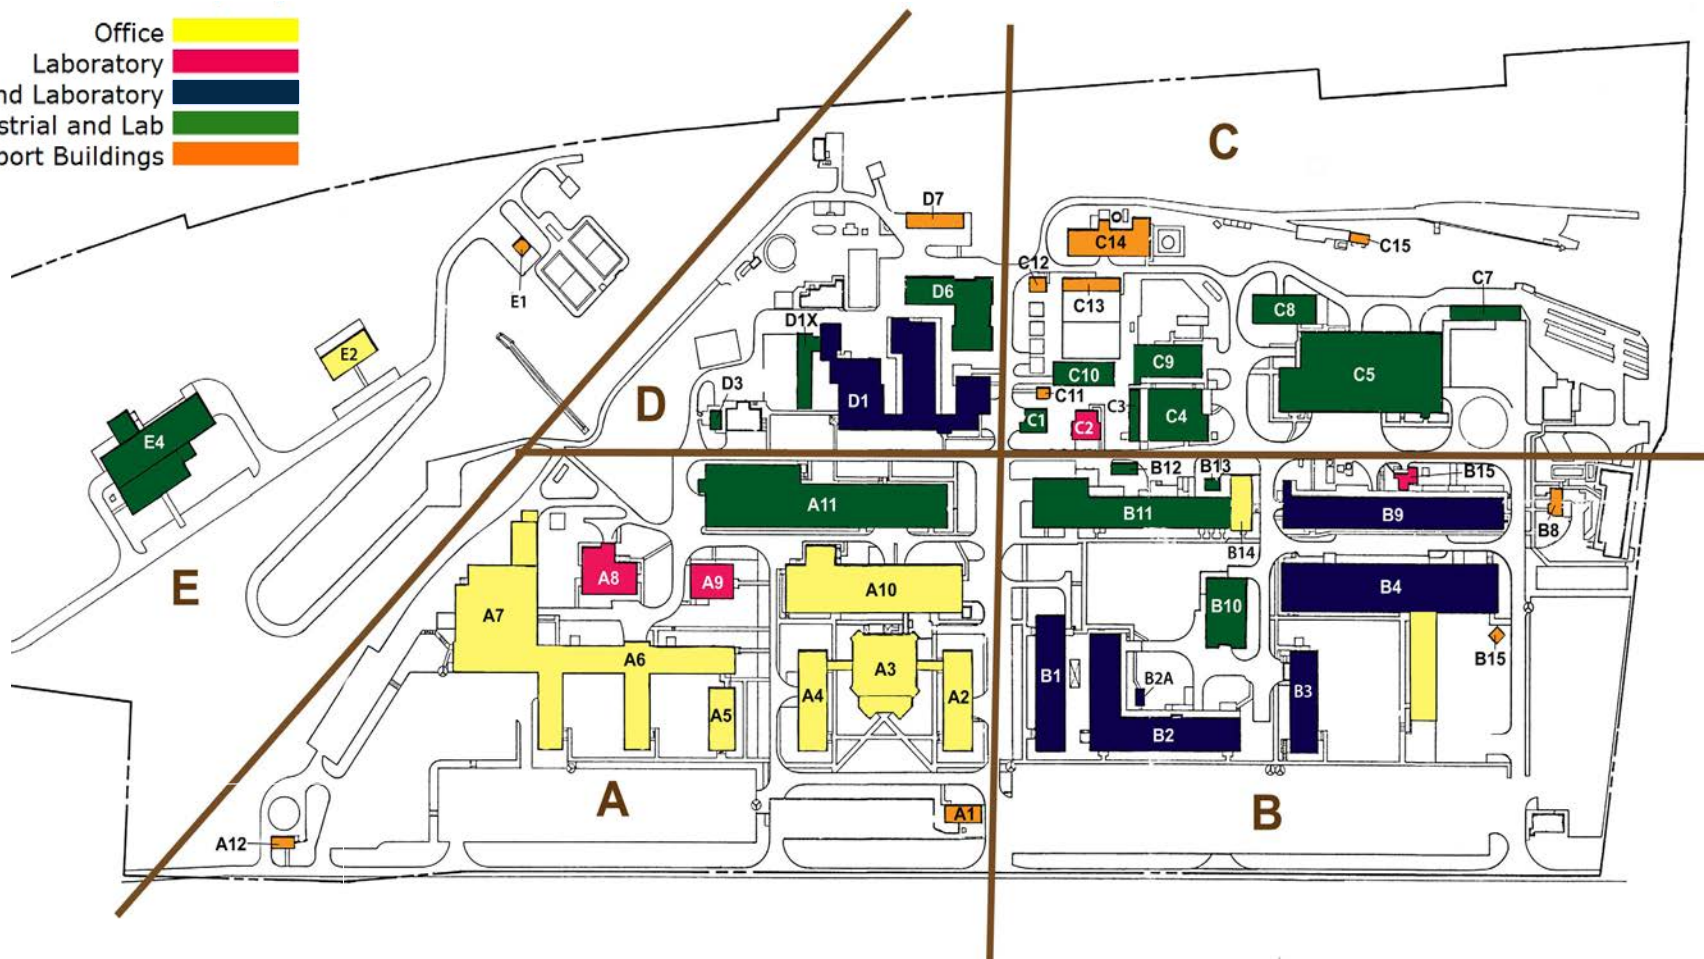 Office
Laboratory
nd Laboratory
strial and Lab
port Buildings
C
D7
C14
C15
E1
C12
C13
C7
D6
C8
D1X
E2
C9
C5
C10
D3
C11
D
D1
C3
C4
C1
C2
E4
B12
B13
B15
A11
B11
B9
B8
B14
A8
A9
A10
B4
E
A7
B10
A6
A3
B15
A4
A2
B1
B2A
B3
A5
B2
A
B
A1
A12